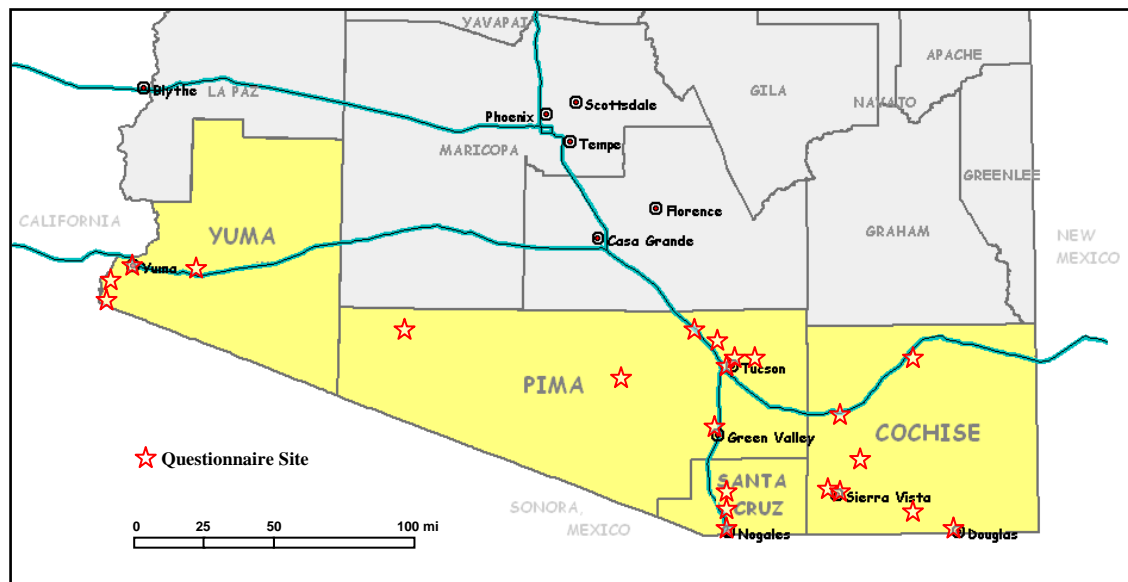 YAVAPAI
APACHE
Blythe
LA PAZ
GILA
Scottsdale
NAVAJO
Phoenix
Tempe
MARICOPA
GREENLEE
Florence
CALIFORNIA
YUMA
Casa Grande
GRAHAM
NEW
MEXICO
Yuma
Tucson
PIMA
Green Valley
COCHISE
Questionnaire Site
SANTA
CRUZ
Sierra Vista
SONORA,
MEXICO
0 25 50 100 mi
Nogales
Douglas